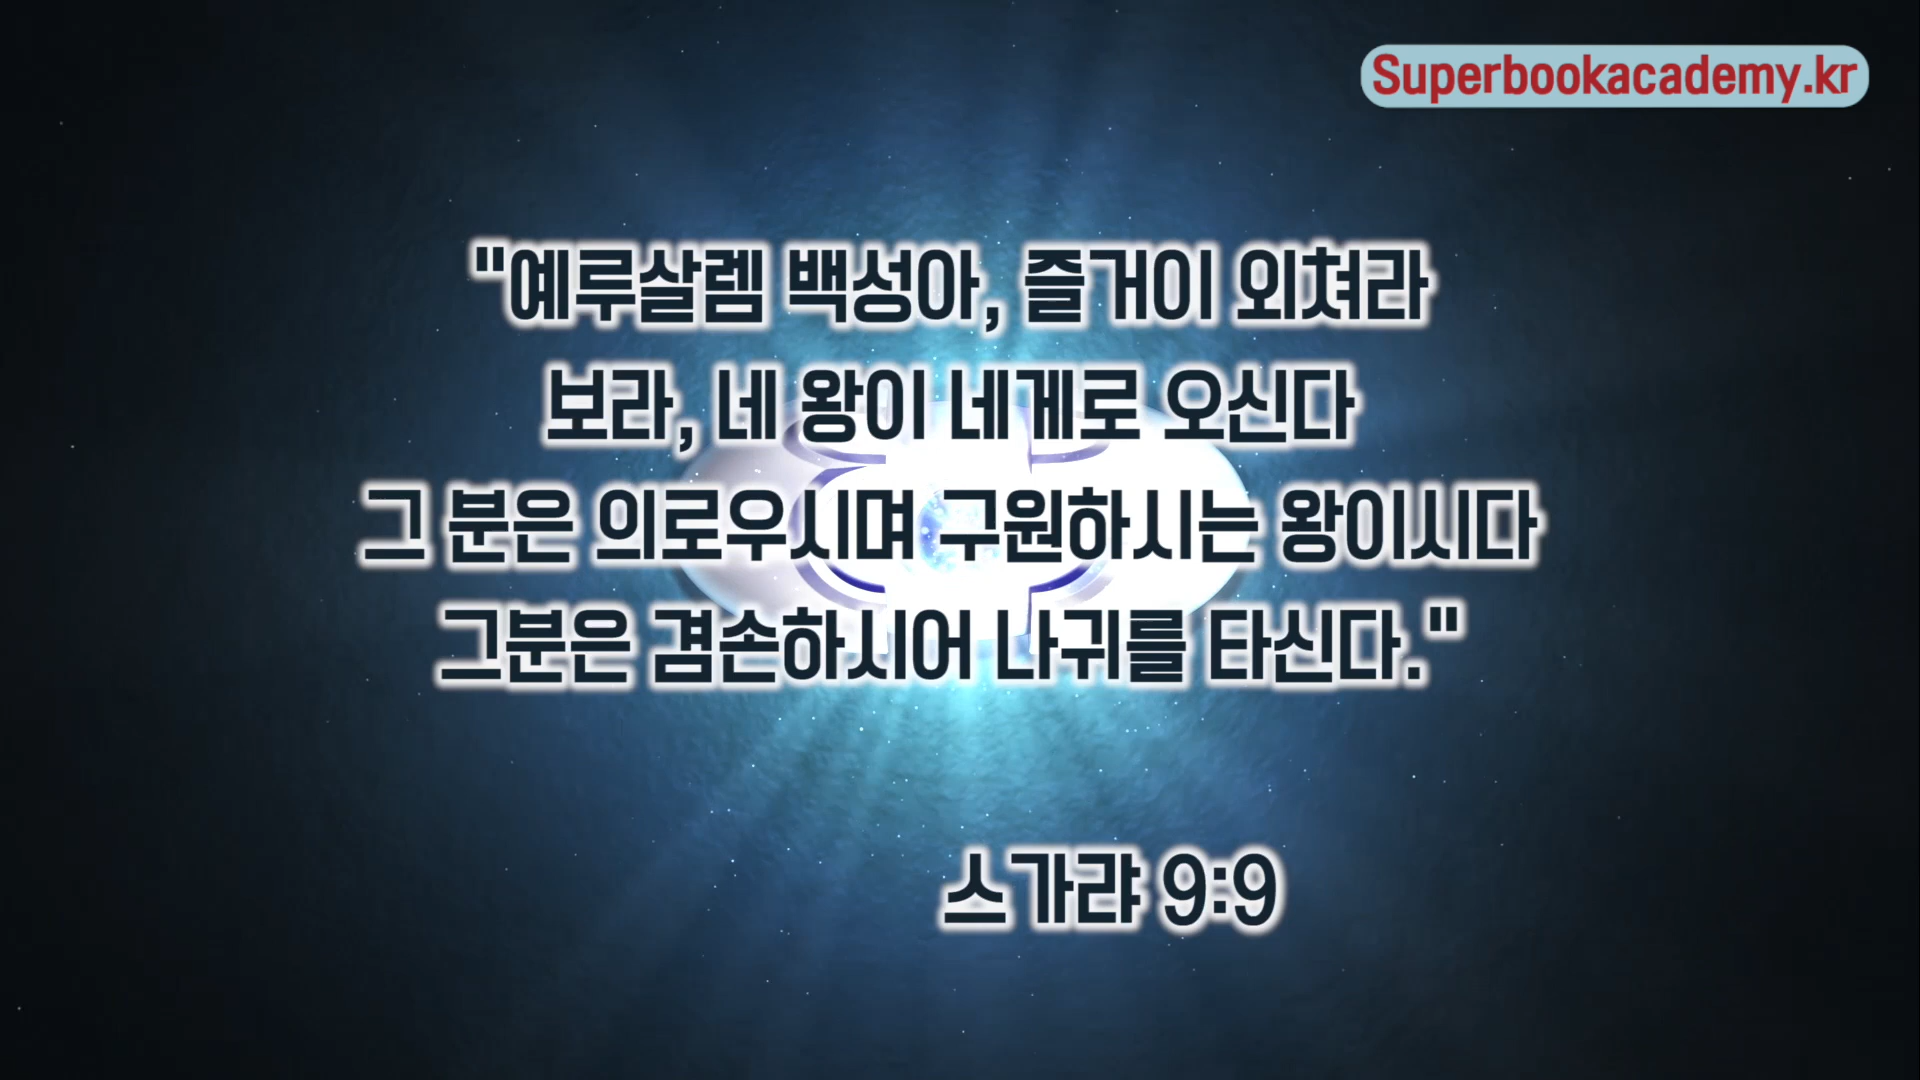 Superbookacademy.kr
"예루살렘 백성아, 즐거이 외쳐라
보라, 네 왕이 네게로 오신다
그 분은 의로우시며 구원하시는 왕이시다
그분은 겸손하시어 나귀를 타신다."
스가랴 9:9